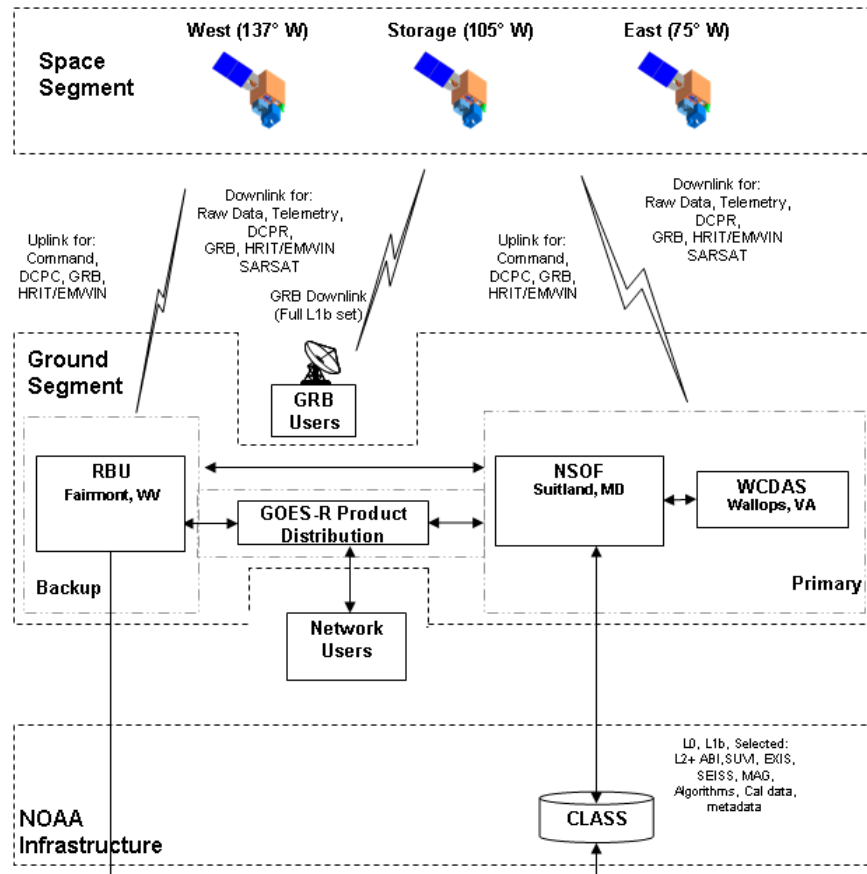 West (137° W)
Storage (105° W)
East (75° W)
Space
Segment
Uplink for:
Command,
DCPC, GRB,
HRIT/EMWIN
Downlink for:
Raw Data, Telemetry,
DCPR,
GRB, HRIT/EMWIN
SARSAT
GRB Downlink
(Full L1b set)
Uplink for:
Command,
DCPC, GRB,
HRIT/EMWIN
Downlink for:
Raw Data, Telemetry,
DCPR,
GRB, HRIT/EMWIN
SARSAT
Ground
Segment
GRB
Users
RBU
Fairmont, WV
GOES-R Product
Distribution
NSOF
Suitland, MD
WCDAS
Wallops, VA
Backup
Primary
Network
Users
L0, L1b, Selected:
L2+ ABI,SUVI, EXIS,
SEISS, MAG,
Algorithms, Cal data,
metadata
CLASS
NOAA
Infrastructure